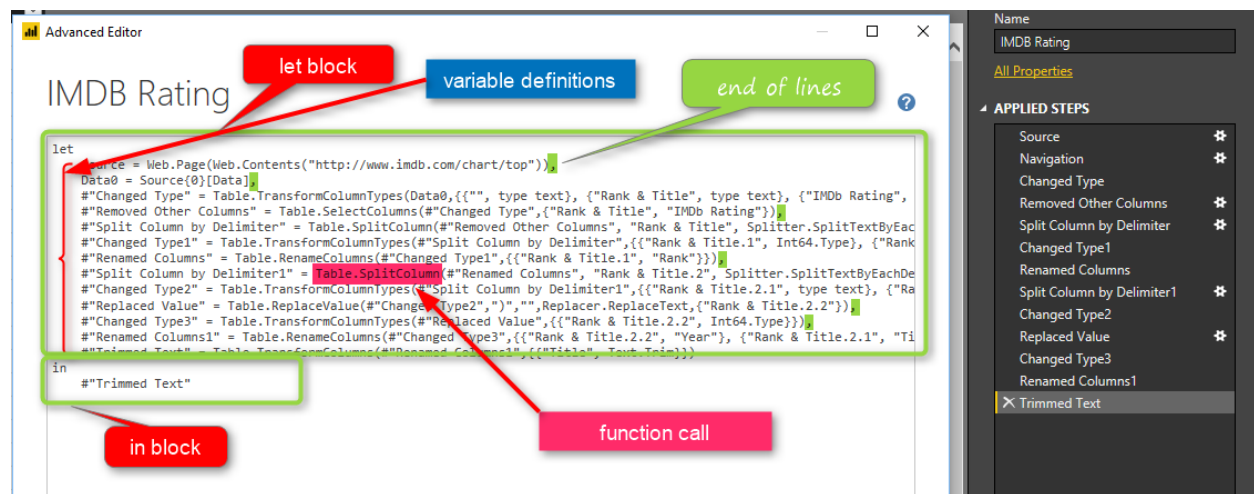 Advanced Editor
IMDB Rating
let block
variable definitions
end of lines
let
Source = Web.Page(Web.Contents("http://www.imdb.com/chart/top")),
Data0 = Source{0}[Data],
#"Changed Type" = Table.TransformColumnTypes(Data0,{{"", type text}, {"Rank & Title", type text}, {"IMDb Rating",
#"Removed Other Columns" = Table.SelectColumns(#"Changed Type",{"Rank & Title", "IMDb Rating"}),
#"Split Column by Delimiter" = Table.SplitColumn(#"Removed Other Columns", "Rank & Title", Splitter.SplitTextByEac
#"Changed Type1" = Table.TransformColumnTypes(#"Split Column by Delimiter",{{"Rank & Title.1", Int64.Type}, {"Rank
#"Renamed Columns" = Table.RenameColumns(#"Changed Type1",{{"Rank & Title.1", "Rank"}}),
#"Split Column by Delimiter1" = Table.SplitColumn(#"Renamed Columns", "Rank & Title.2", Splitter.SplitTextByEachDe
#"Changed Type2" = Table.TransformColumnTypes(#"Split Column by Delimiter1",{{"Rank & Title.2.1", type text}, {"Ra
#"Replaced Value" = Table.ReplaceValue(#"Changed Type2",")","",Replacer.ReplaceText,{"Rank & Title.2.2"}),
#"Changed Type3" = Table.TransformColumnTypes(#"Replaced Value",{{"Rank & Title.2.2", Int64.Type}}),
#"Renamed Columns1" = Table.RenameColumns(#"Changed Type3",{{"Rank & Title.2.2", "Year"}, {"Rank & Title.2.1", "Ti
#"Trimmed Text" = Table.TransformColumns(#"Renamed Columns1",{{"Title", Text.Trim}})
in
#"Trimmed Text"
in block
function call
Name
IMDB Rating
All Properties
APPLIED STEPS
Source
Navigation
Changed Type
Removed Other Columns
Split Column by Delimiter
Changed Type1
Renamed Columns
Split Column by Delimiter1
Changed Type2
Replaced Value
Changed Type3
Renamed Columns1
Trimmed Text